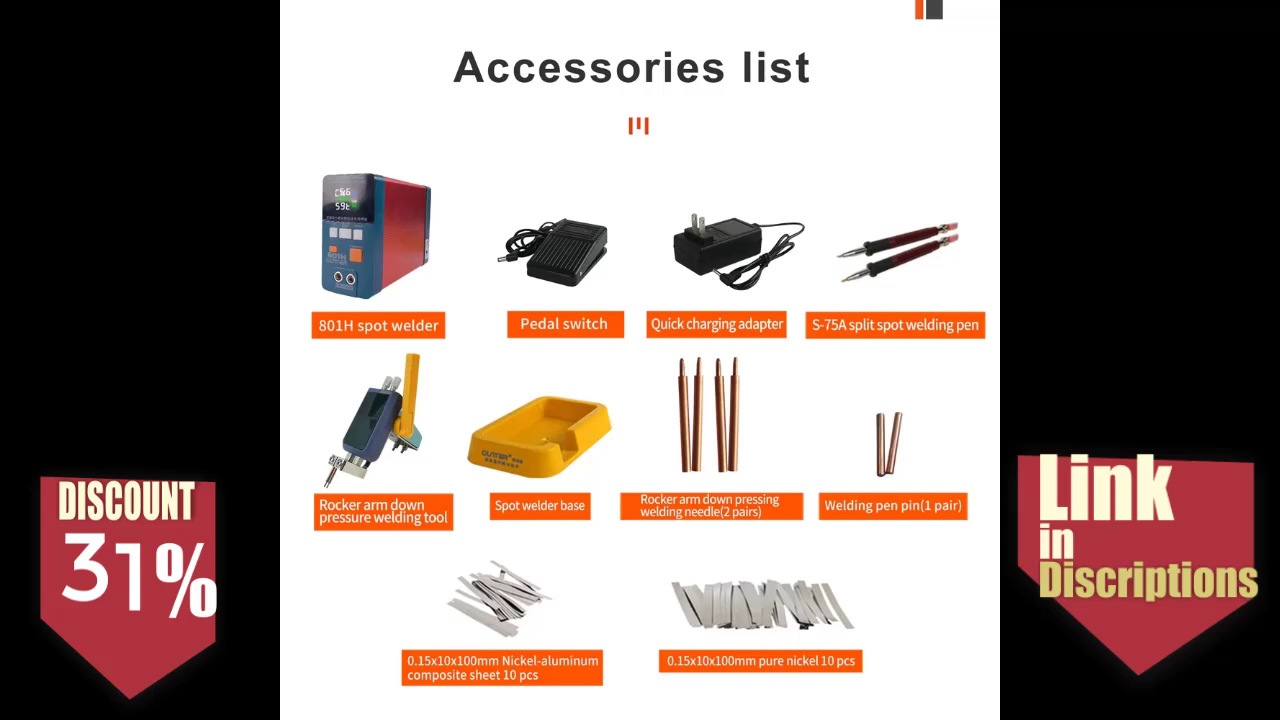 Accessories list
801H spot welder
Pedal switch
Quick charging adapter
S-75A split spot welding pen
Rocker arm down
pressure welding tool
Spot welder base
Rocker arm down pressing
welding needle(2 pairs)
Welding pen pin(1 pair)
0.15x10x100mm Nickel-aluminum
composite sheet 10 pcs
0.15x10x100mm pure nickel 10 pcs
DISCOUNT
31%
Link
in
Discriptions